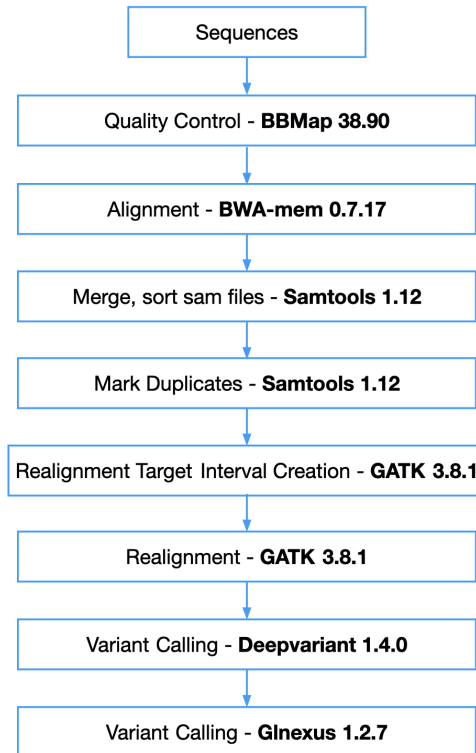 Sequences
Quality Control - BBMap 38.90
Alignment - BWA-mem 0.7.17
Merge, sort sam files - Samtools 1.12
Mark Duplicates - Samtools 1.12
Realignment Target Interval Creation - GATK 3.8.1
Realignment - GATK 3.8.1
Variant Calling - Deepvariant 1.4.0
Variant Calling - Glnexus 1.2.7